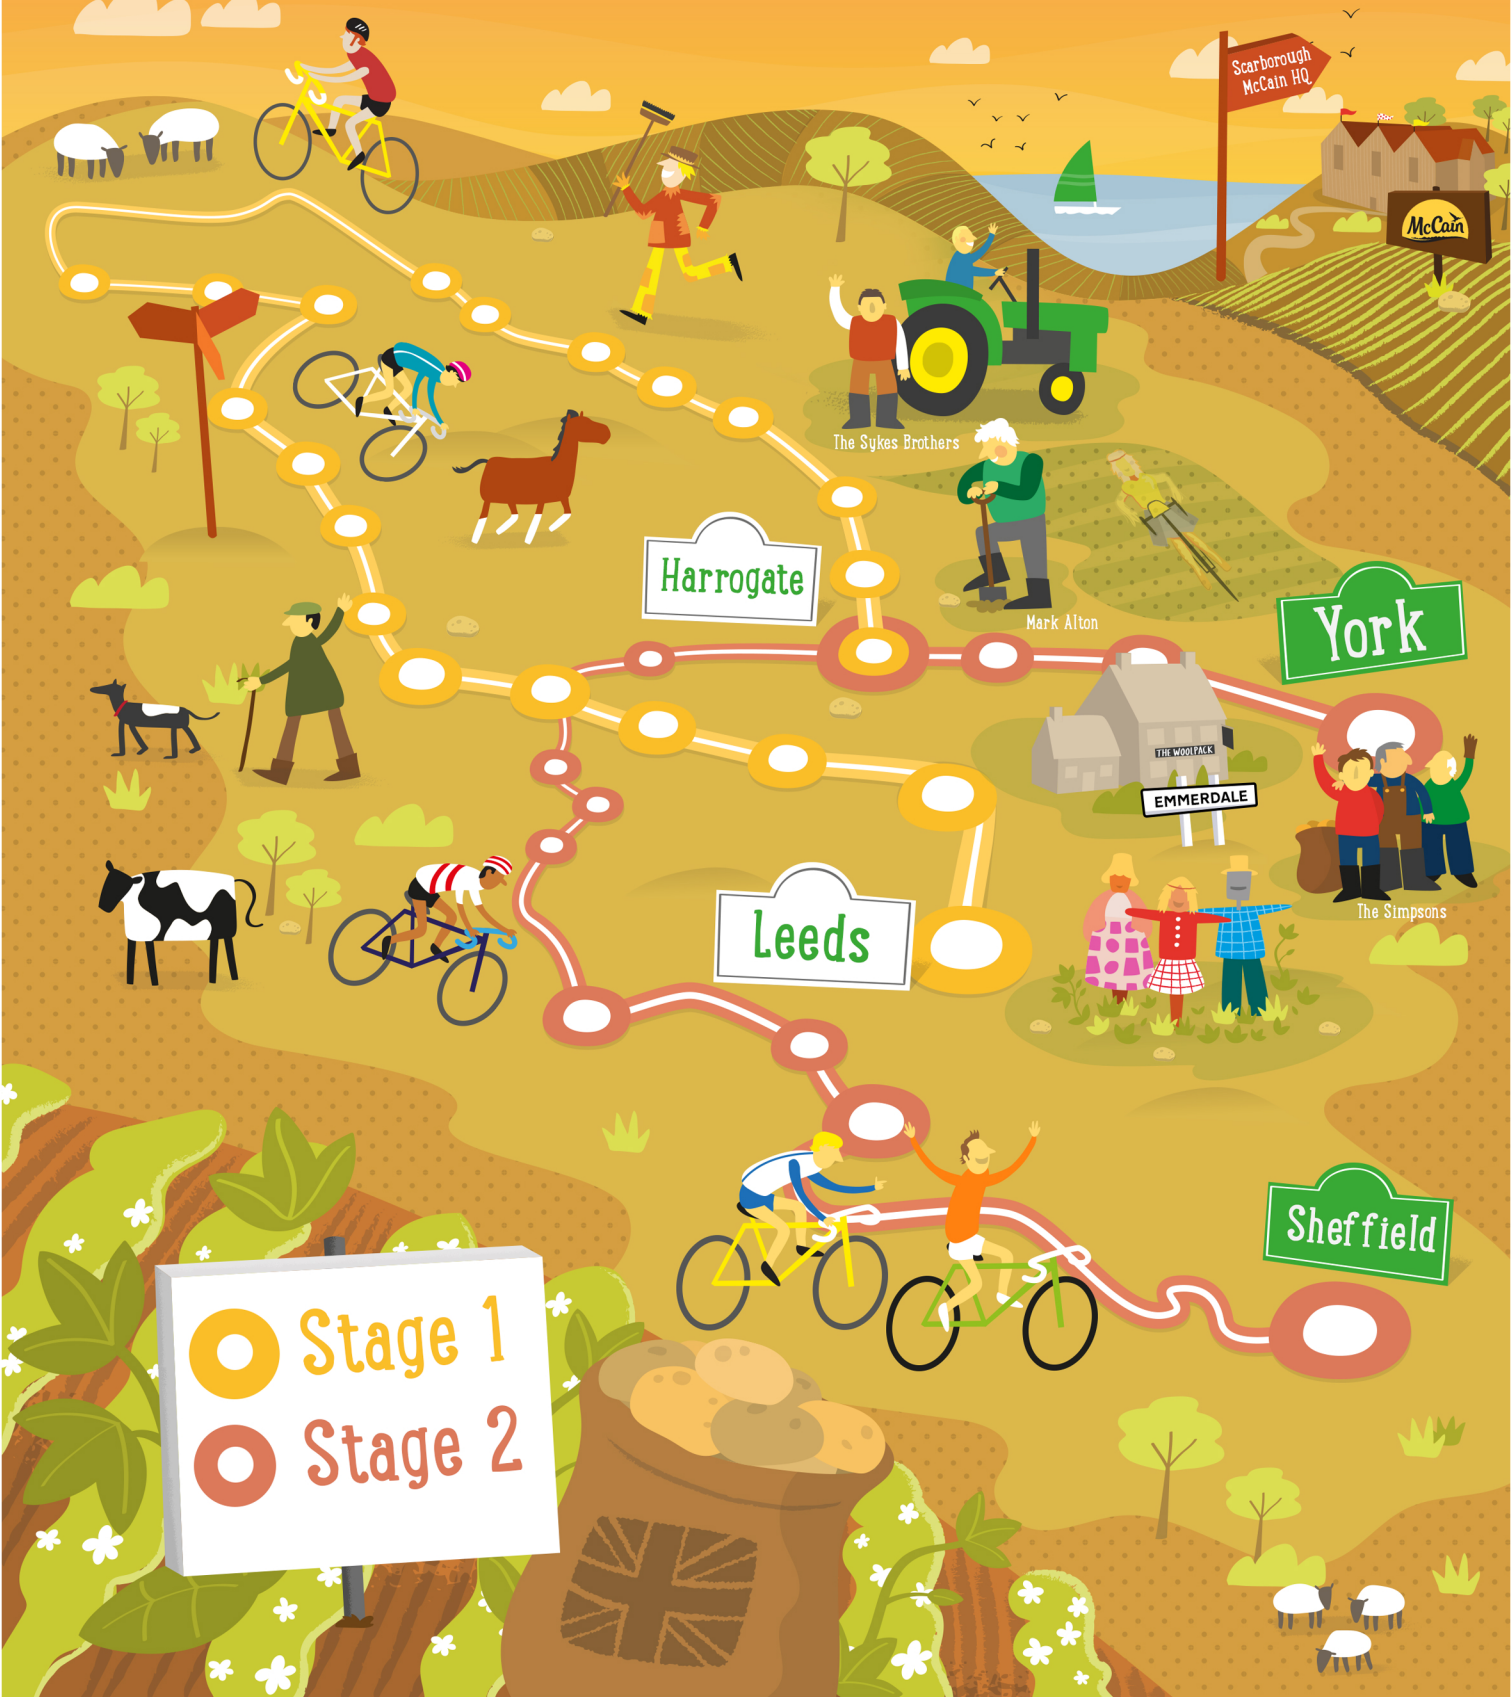 Scarborough
McCain HQ
McCain
The Sykes Brothers
Harrogate
Mark Alton
York
THE WOOLPACK
EMMERDALE
The Simpsons
Leeds
Sheffield
Stage 1
Stage 2